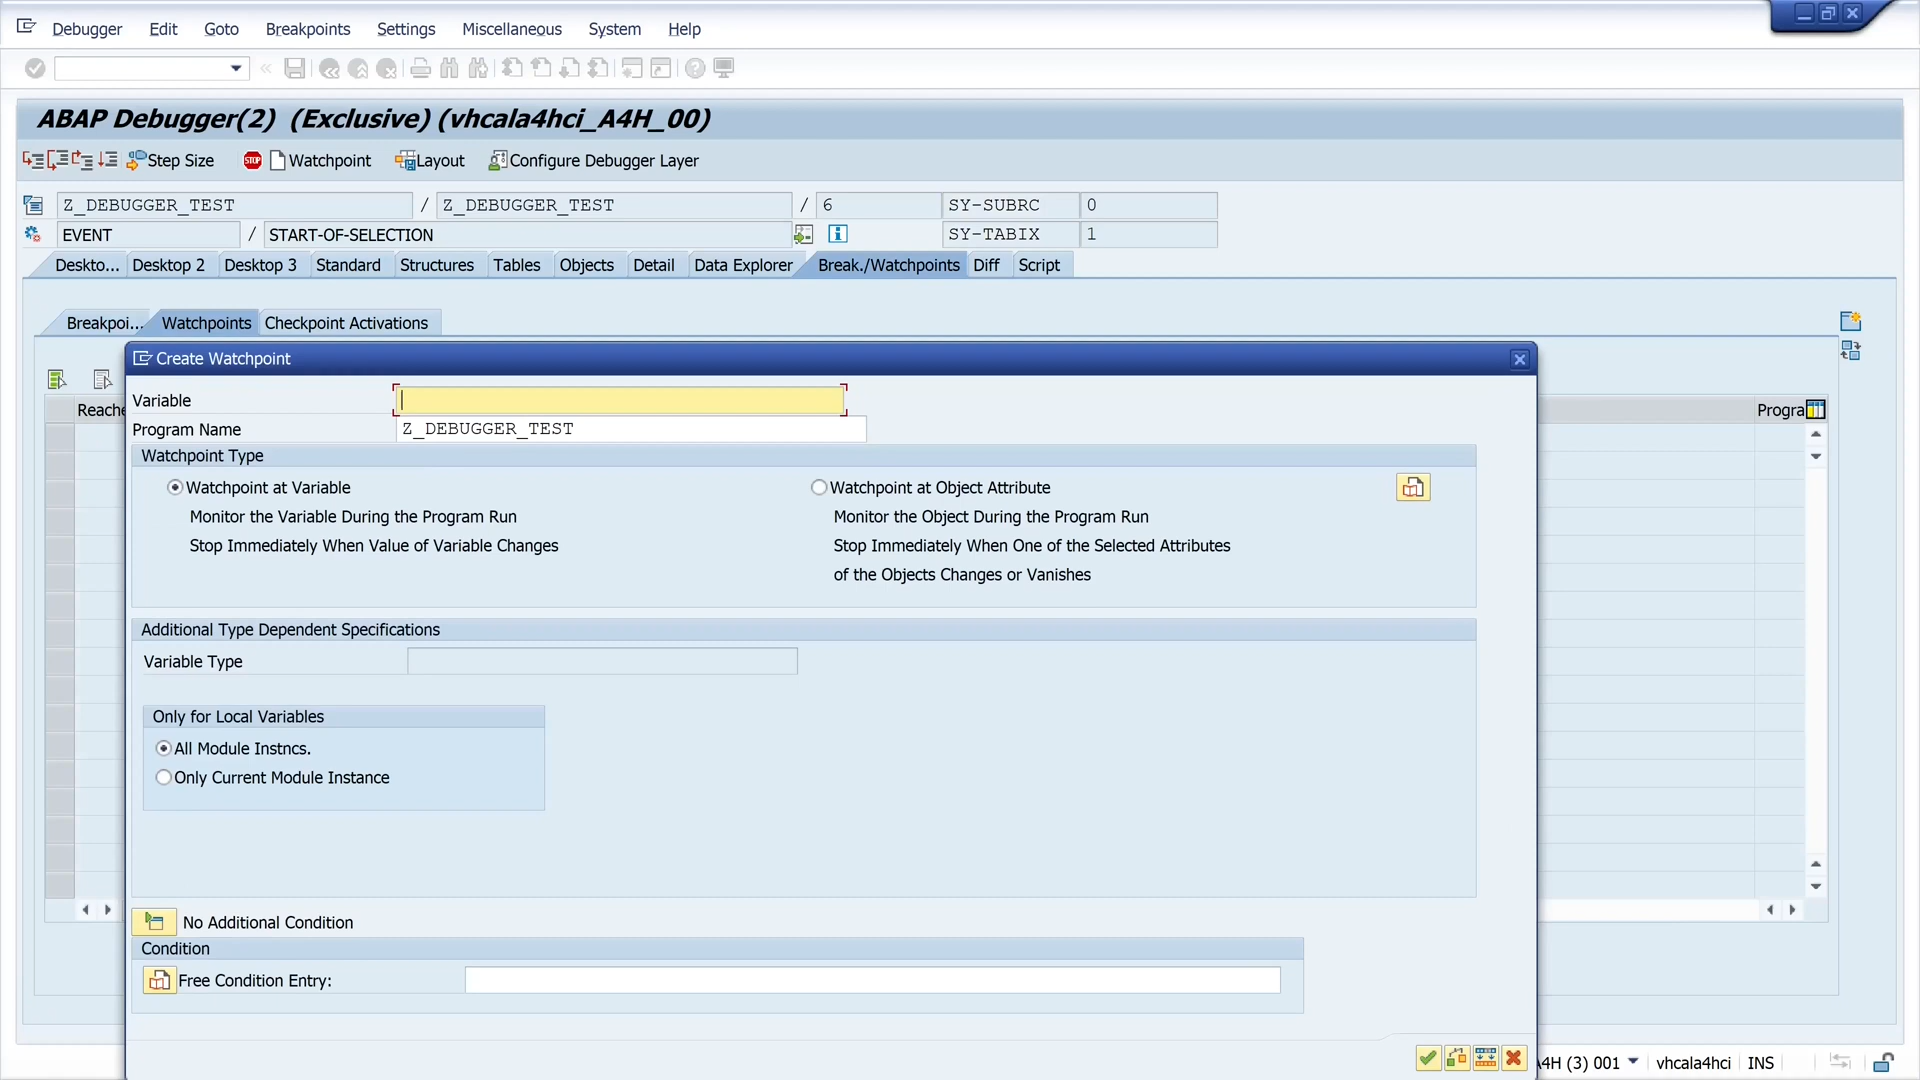 Debugger Edit Goto Breakpoints Settings Miscellaneous System Help
ABAP Debugger(2) (Exclusive) (vhcala4hci_A4H_00)
Step Size STOP Watchpoint Layout Configure Debugger Layer
Z_DEBUGGER_TEST / Z_DEBUGGER_TEST / 6 SY-SUBRC 0
EVENT / START-OF-SELECTION SY-TABIX 1
Deskto... Desktop 2 Desktop 3 Standard Structures Tables Objects Detail Data Explorer Break./Watchpoints Diff Script
Breakpoi... Watchpoints Checkpoint Activations
Create Watchpoint
Reache Progra
Variable
Program Name Z_DEBUGGER_TEST
Watchpoint Type
Watchpoint at Variable Watchpoint at Object Attribute
Monitor the Variable During the Program Run Monitor the Object During the Program Run
Stop Immediately When Value of Variable Changes Stop Immediately When One of the Selected Attributes
of the Objects Changes or Vanishes
Additional Type Dependent Specifications
Variable Type
Only for Local Variables
All Module Instncs.
Only Current Module Instance
No Additional Condition
Condition
Free Condition Entry:
A4H (3) 001 vhcala4hci INS